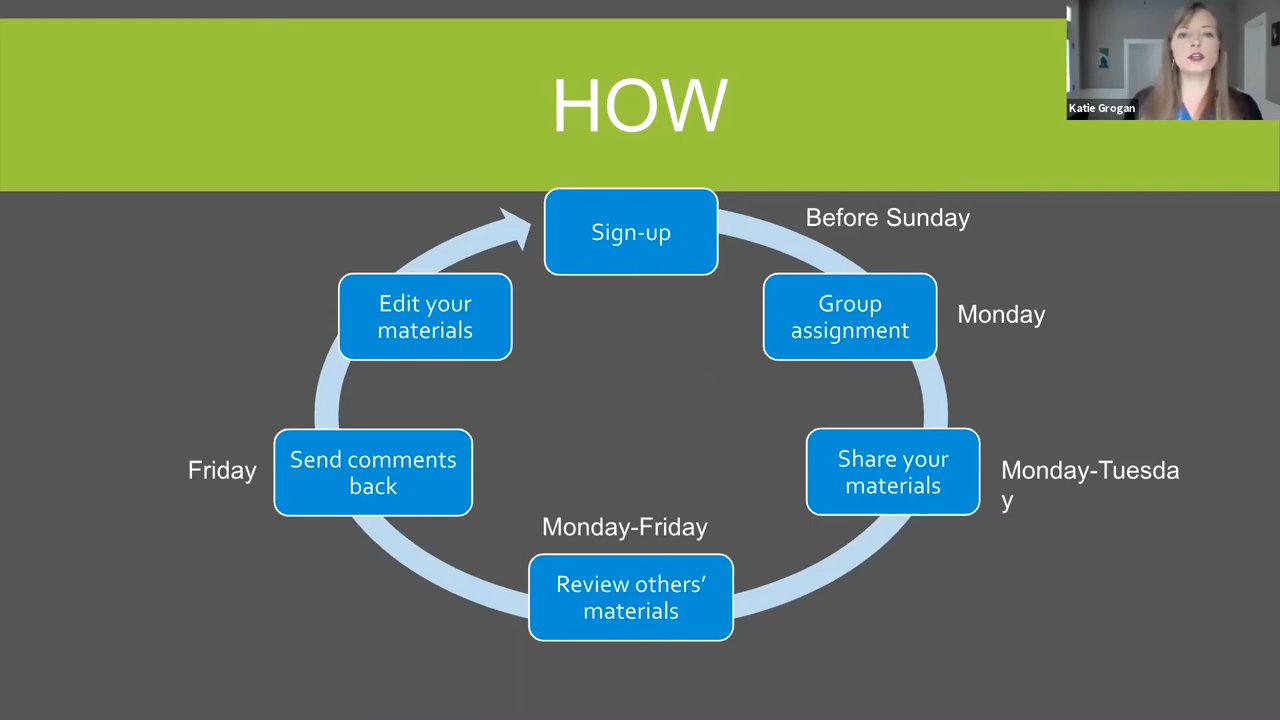 HOW
Katie Grogan
Sign-up
Before Sunday
Group
assignment
Monday
Share your
materials
Monday-Tuesda
y
Monday-Friday
Review others’
materials
Send comments
back
Friday
Edit your
materials